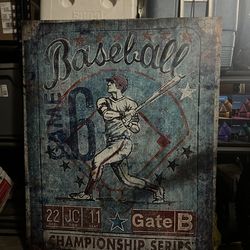 Baseball
GAME
6
22 JC 11
Gate B
CHAMPIONSHIP SERIES